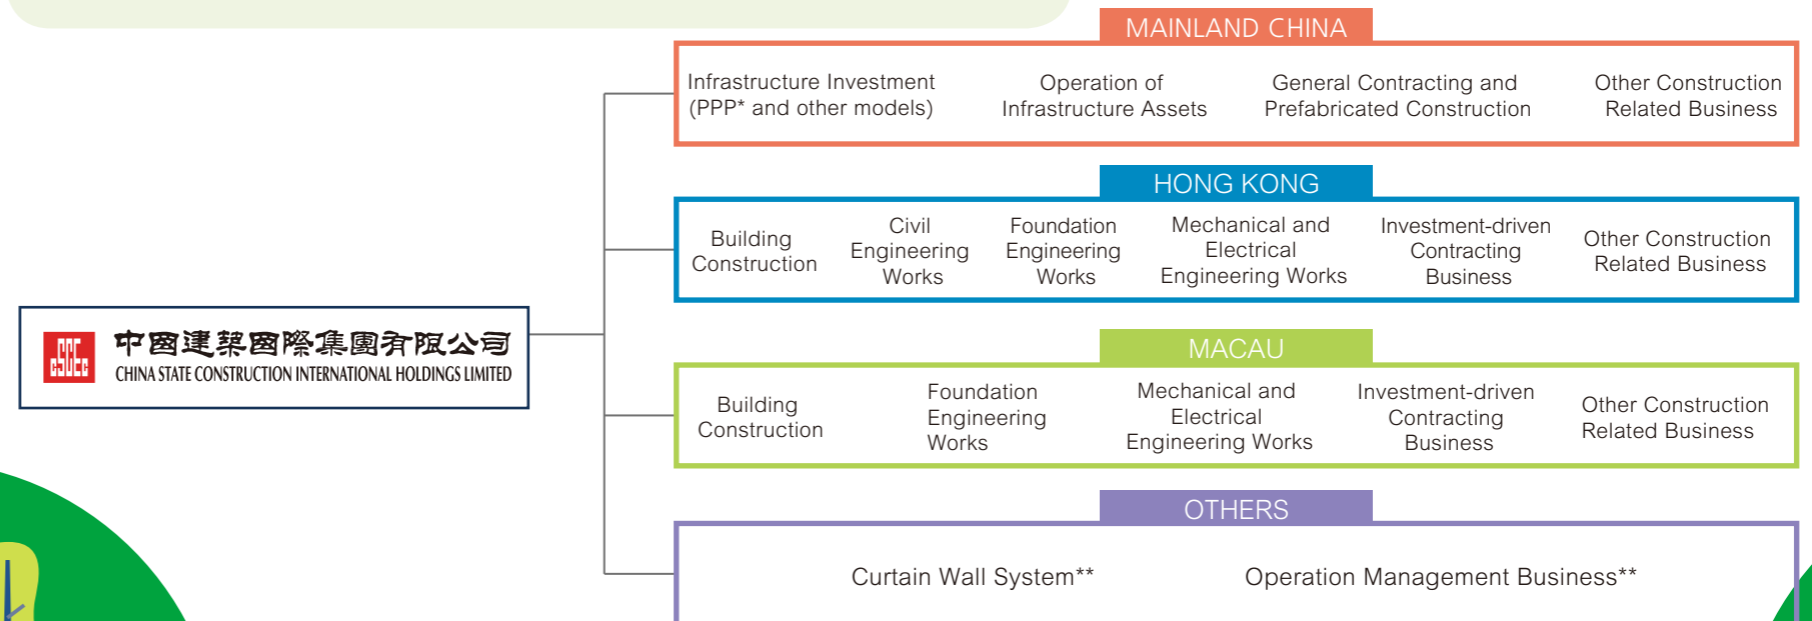 MAINLAND CHINA
Infrastructure Investment
(PPP* and other models)
Operation of
Infrastructure Assets
General Contracting and
Prefabricated Construction
Other Construction
Related Business
HONG KONG
Building
Construction
Civil
Engineering
Works
Foundation
Engineering
Works
Mechanical and
Electrical
Engineering Works
Investment-driven
Contracting
Business
Other Construction
Related Business
CSCEC
中國建築國際集團有限公司
CHINA STATE CONSTRUCTION INTERNATIONAL HOLDINGS LIMITED
MACAU
Building
Construction
Foundation
Engineering
Works
Mechanical and
Electrical
Engineering Works
Investment-driven
Contracting
Business
Other Construction
Related Business
OTHERS
Curtain Wall System**
Operation Management Business**